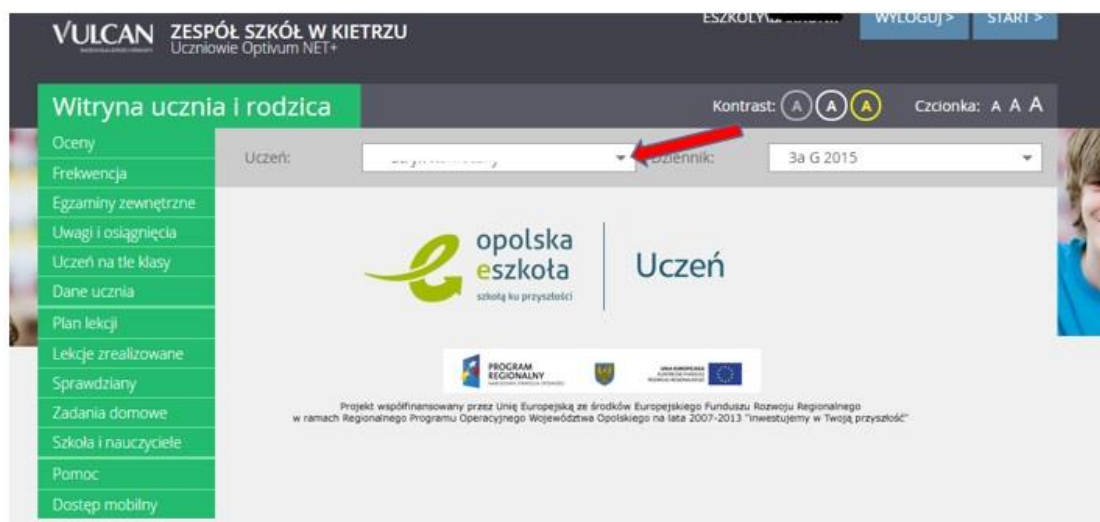 VULCAN ZESPÓŁ SZKÓŁ W KIETRZU
Uczniowie Optivum NET+
WYLOGUJ > START >
Witryna ucznia i rodzica
Kontrast: A A A Czcionka: A A A
Oceny
Frekwencja
Egzaminy zewnętrzne
Uwagi i osiągnięcia
Uczeń na tle klasy
Dane ucznia
Plan lekcji
Lekcje zrealizowane
Sprawdziany
Zadania domowe
Szkoła i nauczyciele
Pomoc
Dostęp mobilny
Uczeń: Dziennik: 3a G 2015
opolska
eszkoła
szkołą ku przyszłości
Uczeń
PROGRAM
REGIONALNY
UNIA EUROPEJSKA
Projekt współfinansowany przez Unię Europejską ze środków Europejskiego Funduszu Rozwoju Regionalnego
w ramach Regionalnego Programu Operacyjnego Województwa Opolskiego na lata 2007-2013 "Inwestujemy w Twoją przyszłość"